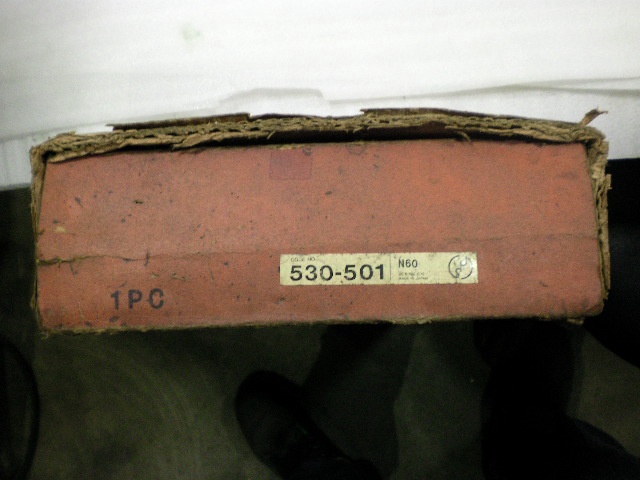 CODE NO.
530-501
N60
MADE IN JAPAN
1PC